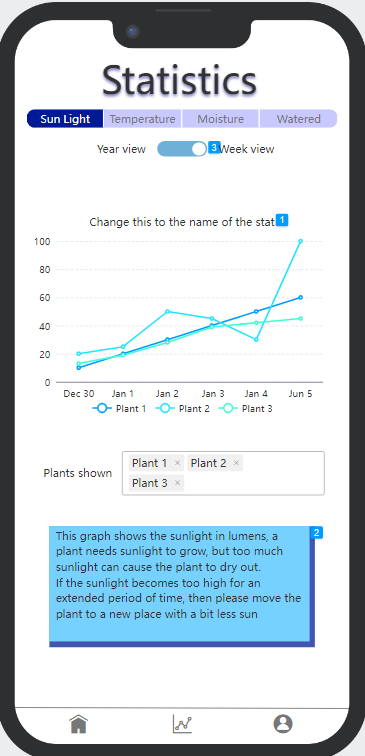 Statistics
Sun Light Temperature Moisture Watered
Year view 3 Week view
Change this to the name of the stat 1
100
80
60
40
20
0
Dec 30 Jan 1 Jan 2 Jan 3 Jan 4 Jun 5
Plant 1 Plant 2 Plant 3
Plants shown
Plant 1 × Plant 2 ×
Plant 3 ×
2
This graph shows the sunlight in lumens, a
plant needs sunlight to grow, but too much
sunlight can cause the plant to dry out.
If the sunlight becomes too high for an
extended period of time, then please move the
plant to a new place with a bit less sun